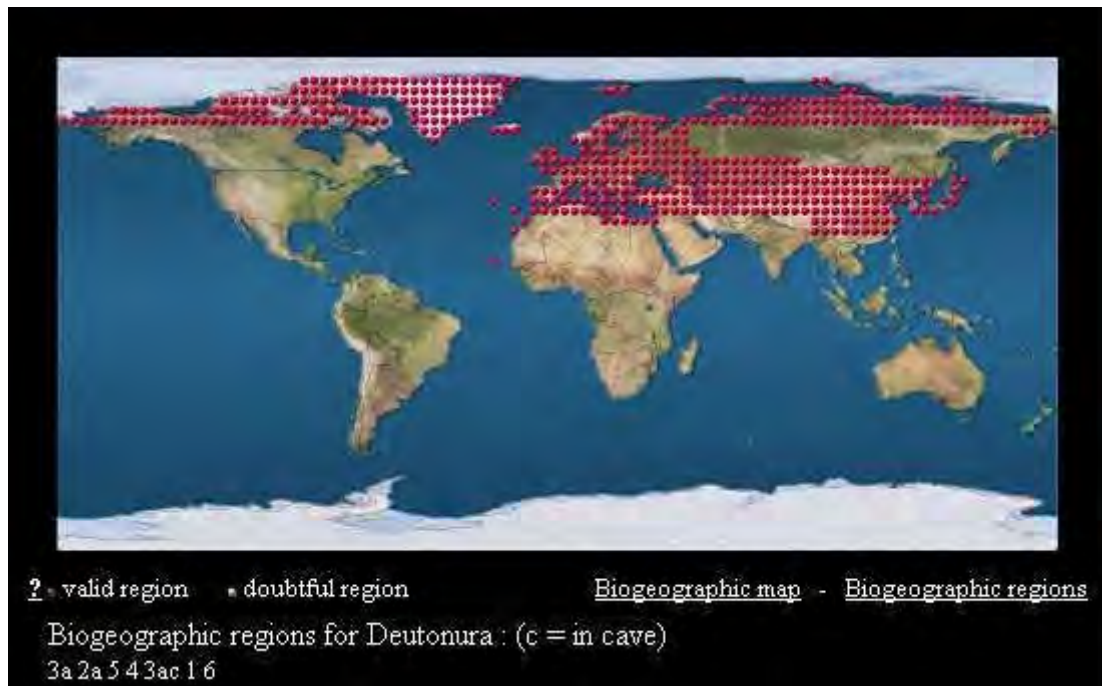 ? valid region doubtful region Biogeographic map - Biogeographic regions
Biogeographic regions for Deutonura : (c = in cave)
3a 2a 5 4 3ac 1 6